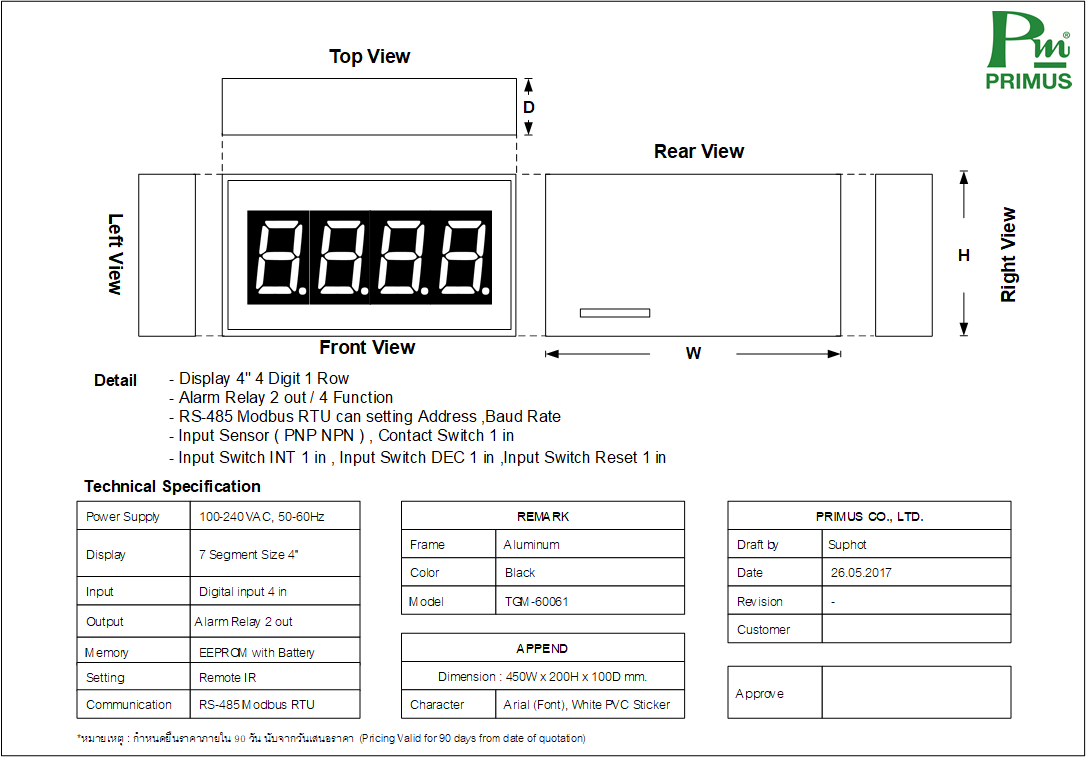 Pm®
PRIMUS
Top View
D
Rear View
Left View
8.8.8.8.
H
Right View
Front View
W
Detail
- Display 4" 4 Digit 1 Row
- Alarm Relay 2 out / 4 Function
- RS-485 Modbus RTU can setting Address ,Baud Rate
- Input Sensor ( PNP NPN ) , Contact Switch 1 in
- Input Switch INT 1 in , Input Switch DEC 1 in ,Input Switch Reset 1 in
Technical Specification
Power Supply 100-240VAC, 50-60Hz
Display 7 Segment Size 4"
Input Digital input 4 in
Output Alarm Relay 2 out
Memory EEPROM with Battery
Setting Remote IR
Communication RS-485 Modbus RTU
REMARK
Frame Aluminum
Color Black
Model TGM-60061
APPEND
Dimension : 450W x 200H x 100D mm.
Character Arial (Font), White PVC Sticker
PRIMUS CO., LTD.
Draft by Suphot
Date 26.05.2017
Revision -
Customer
Approve
*หมายเหตุ : กำหนดยืนราคาภายใน 90 วัน นับจากวันเสนอราคา (Pricing Valid for 90 days from date of quotation)